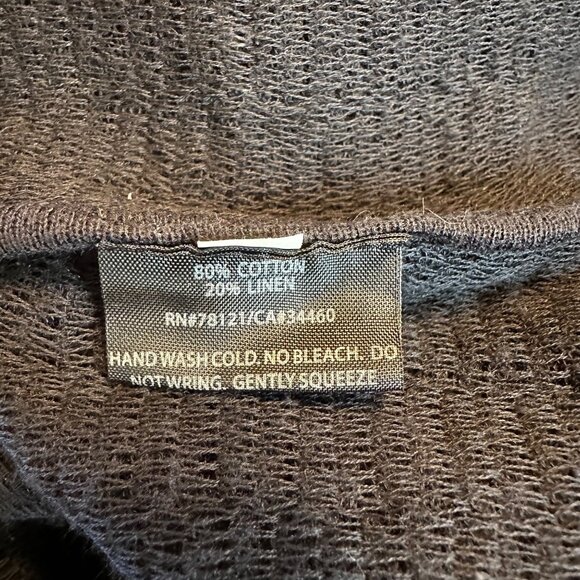 80% COTTON
20% LINEN
RN#78121/CA#34460
HAND WASH COLD. NO BLEACH. DO
NOT WRING. GENTLY SQUEEZE